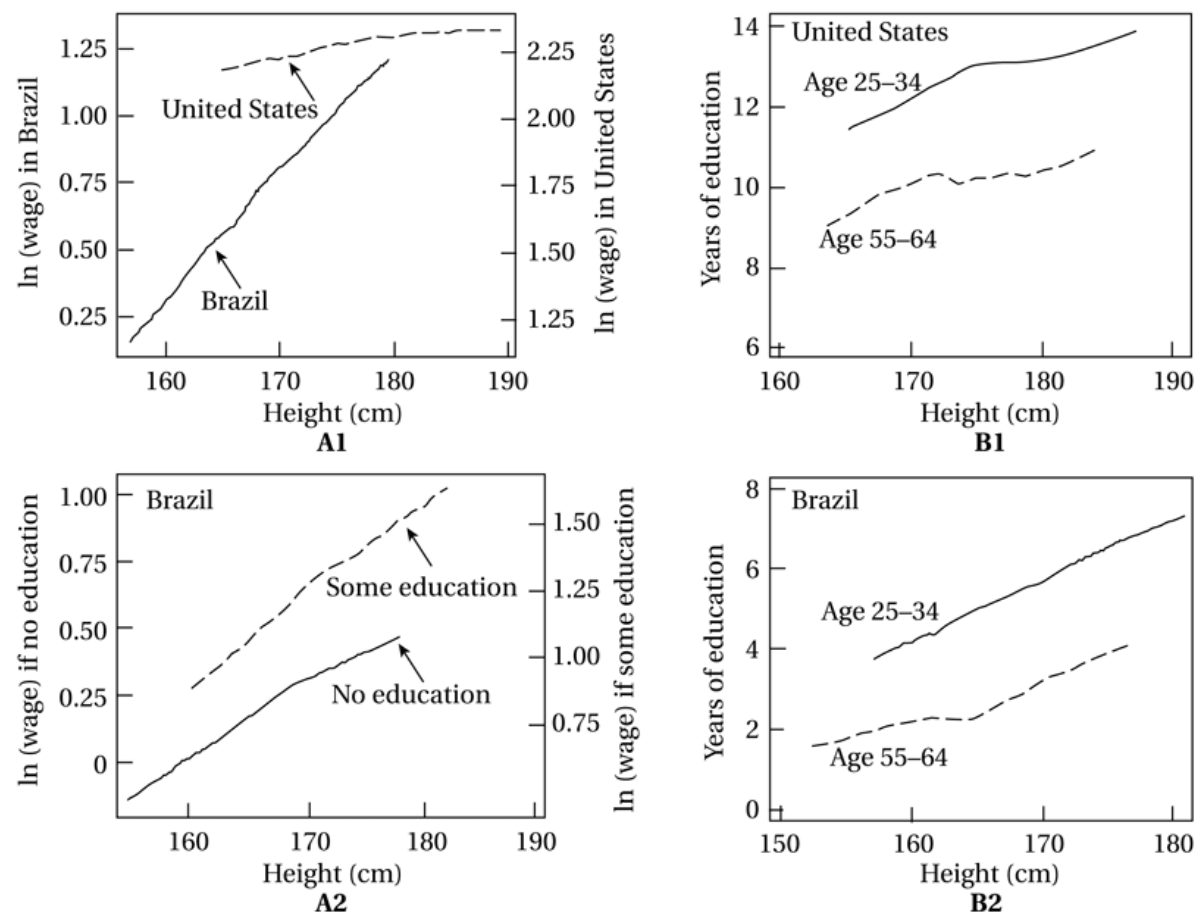 ln (wage) in Brazil
1.25
1.00
0.75
0.50
0.25
United States
Brazil
2.25
2.00
1.75
1.50
1.25
ln (wage) in United States
160 170 180 190
Height (cm)
A1
Years of education
14
12
10
8
6
United States
Age 25–34
Age 55–64
160 170 180 190
Height (cm)
B1
ln (wage) if no education
1.00
0.75
0.50
0.25
0
Brazil
Some education
No education
1.50
1.25
1.00
0.75
ln (wage) if some education
160 170 180 190
Height (cm)
A2
Years of education
8
6
4
2
0
Brazil
Age 25–34
Age 55–64
150 160 170 180
Height (cm)
B2